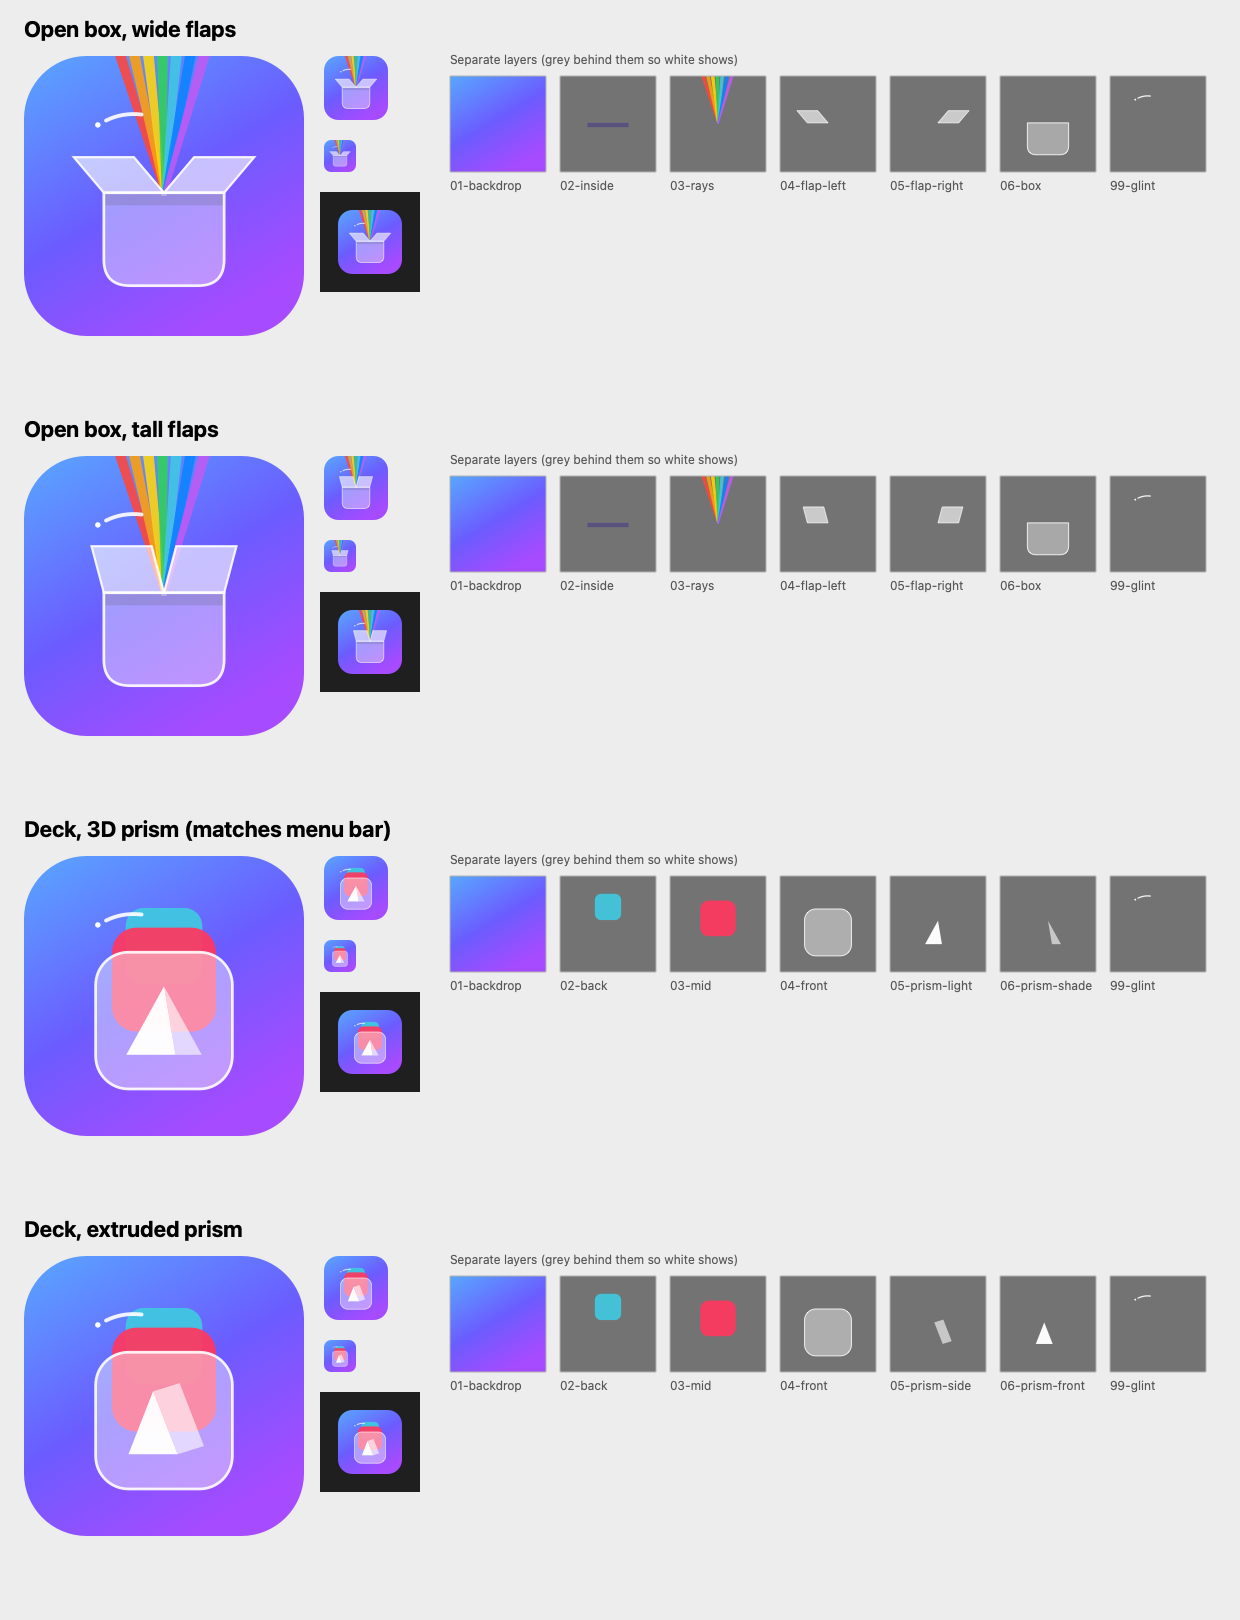 Open box, wide flaps
Separate layers (grey behind them so white shows)
01-backdrop 02-inside 03-rays 04-flap-left 05-flap-right 06-box 99-glint
Open box, tall flaps
Separate layers (grey behind them so white shows)
01-backdrop 02-inside 03-rays 04-flap-left 05-flap-right 06-box 99-glint
Deck, 3D prism (matches menu bar)
Separate layers (grey behind them so white shows)
01-backdrop 02-back 03-mid 04-front 05-prism-light 06-prism-shade 99-glint
Deck, extruded prism
Separate layers (grey behind them so white shows)
01-backdrop 02-back 03-mid 04-front 05-prism-side 06-prism-front 99-glint